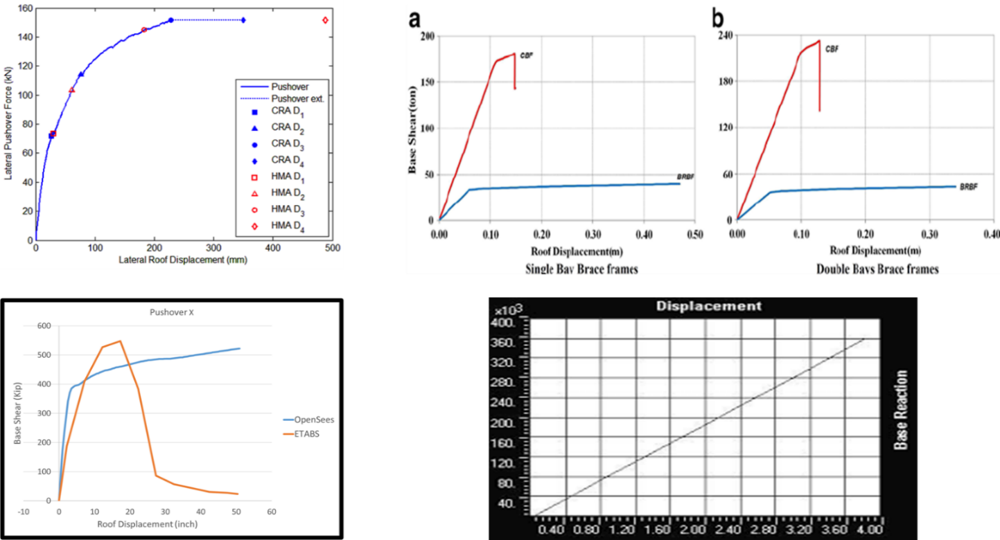 160
140
120
100
80
60
40
20
0
0
100
200
300
400
500
Lateral Pushover Force (kN)
Lateral Roof Displacement (mm)
Pushover
Pushover ext.
CRA D1
CRA D2
CRA D3
CRA D4
HMA D1
HMA D2
HMA D3
HMA D4
a
200
150
100
50
0
0.00
0.10
0.20
0.30
0.40
0.50
Base Shear(ton)
CBF
BRBF
Roof Displacement(m)
Single Bay Brace frames
b
240
180
120
60
0
0.00
0.10
0.20
0.30
0.40
CBF
BRBF
Roof Displacement(m)
Double Bays Brace frames
Pushover X
600
500
400
300
200
100
0
-10
0
10
20
30
40
50
60
Base Shear (Kip)
Roof Displacement (inch)
OpenSees
ETABS
Displacement
x103
400.
360.
320.
280.
240.
200.
160.
120.
80.
40.
0.40
0.80
1.20
1.60
2.00
2.40
2.80
3.20
3.60
4.00
Base Reaction